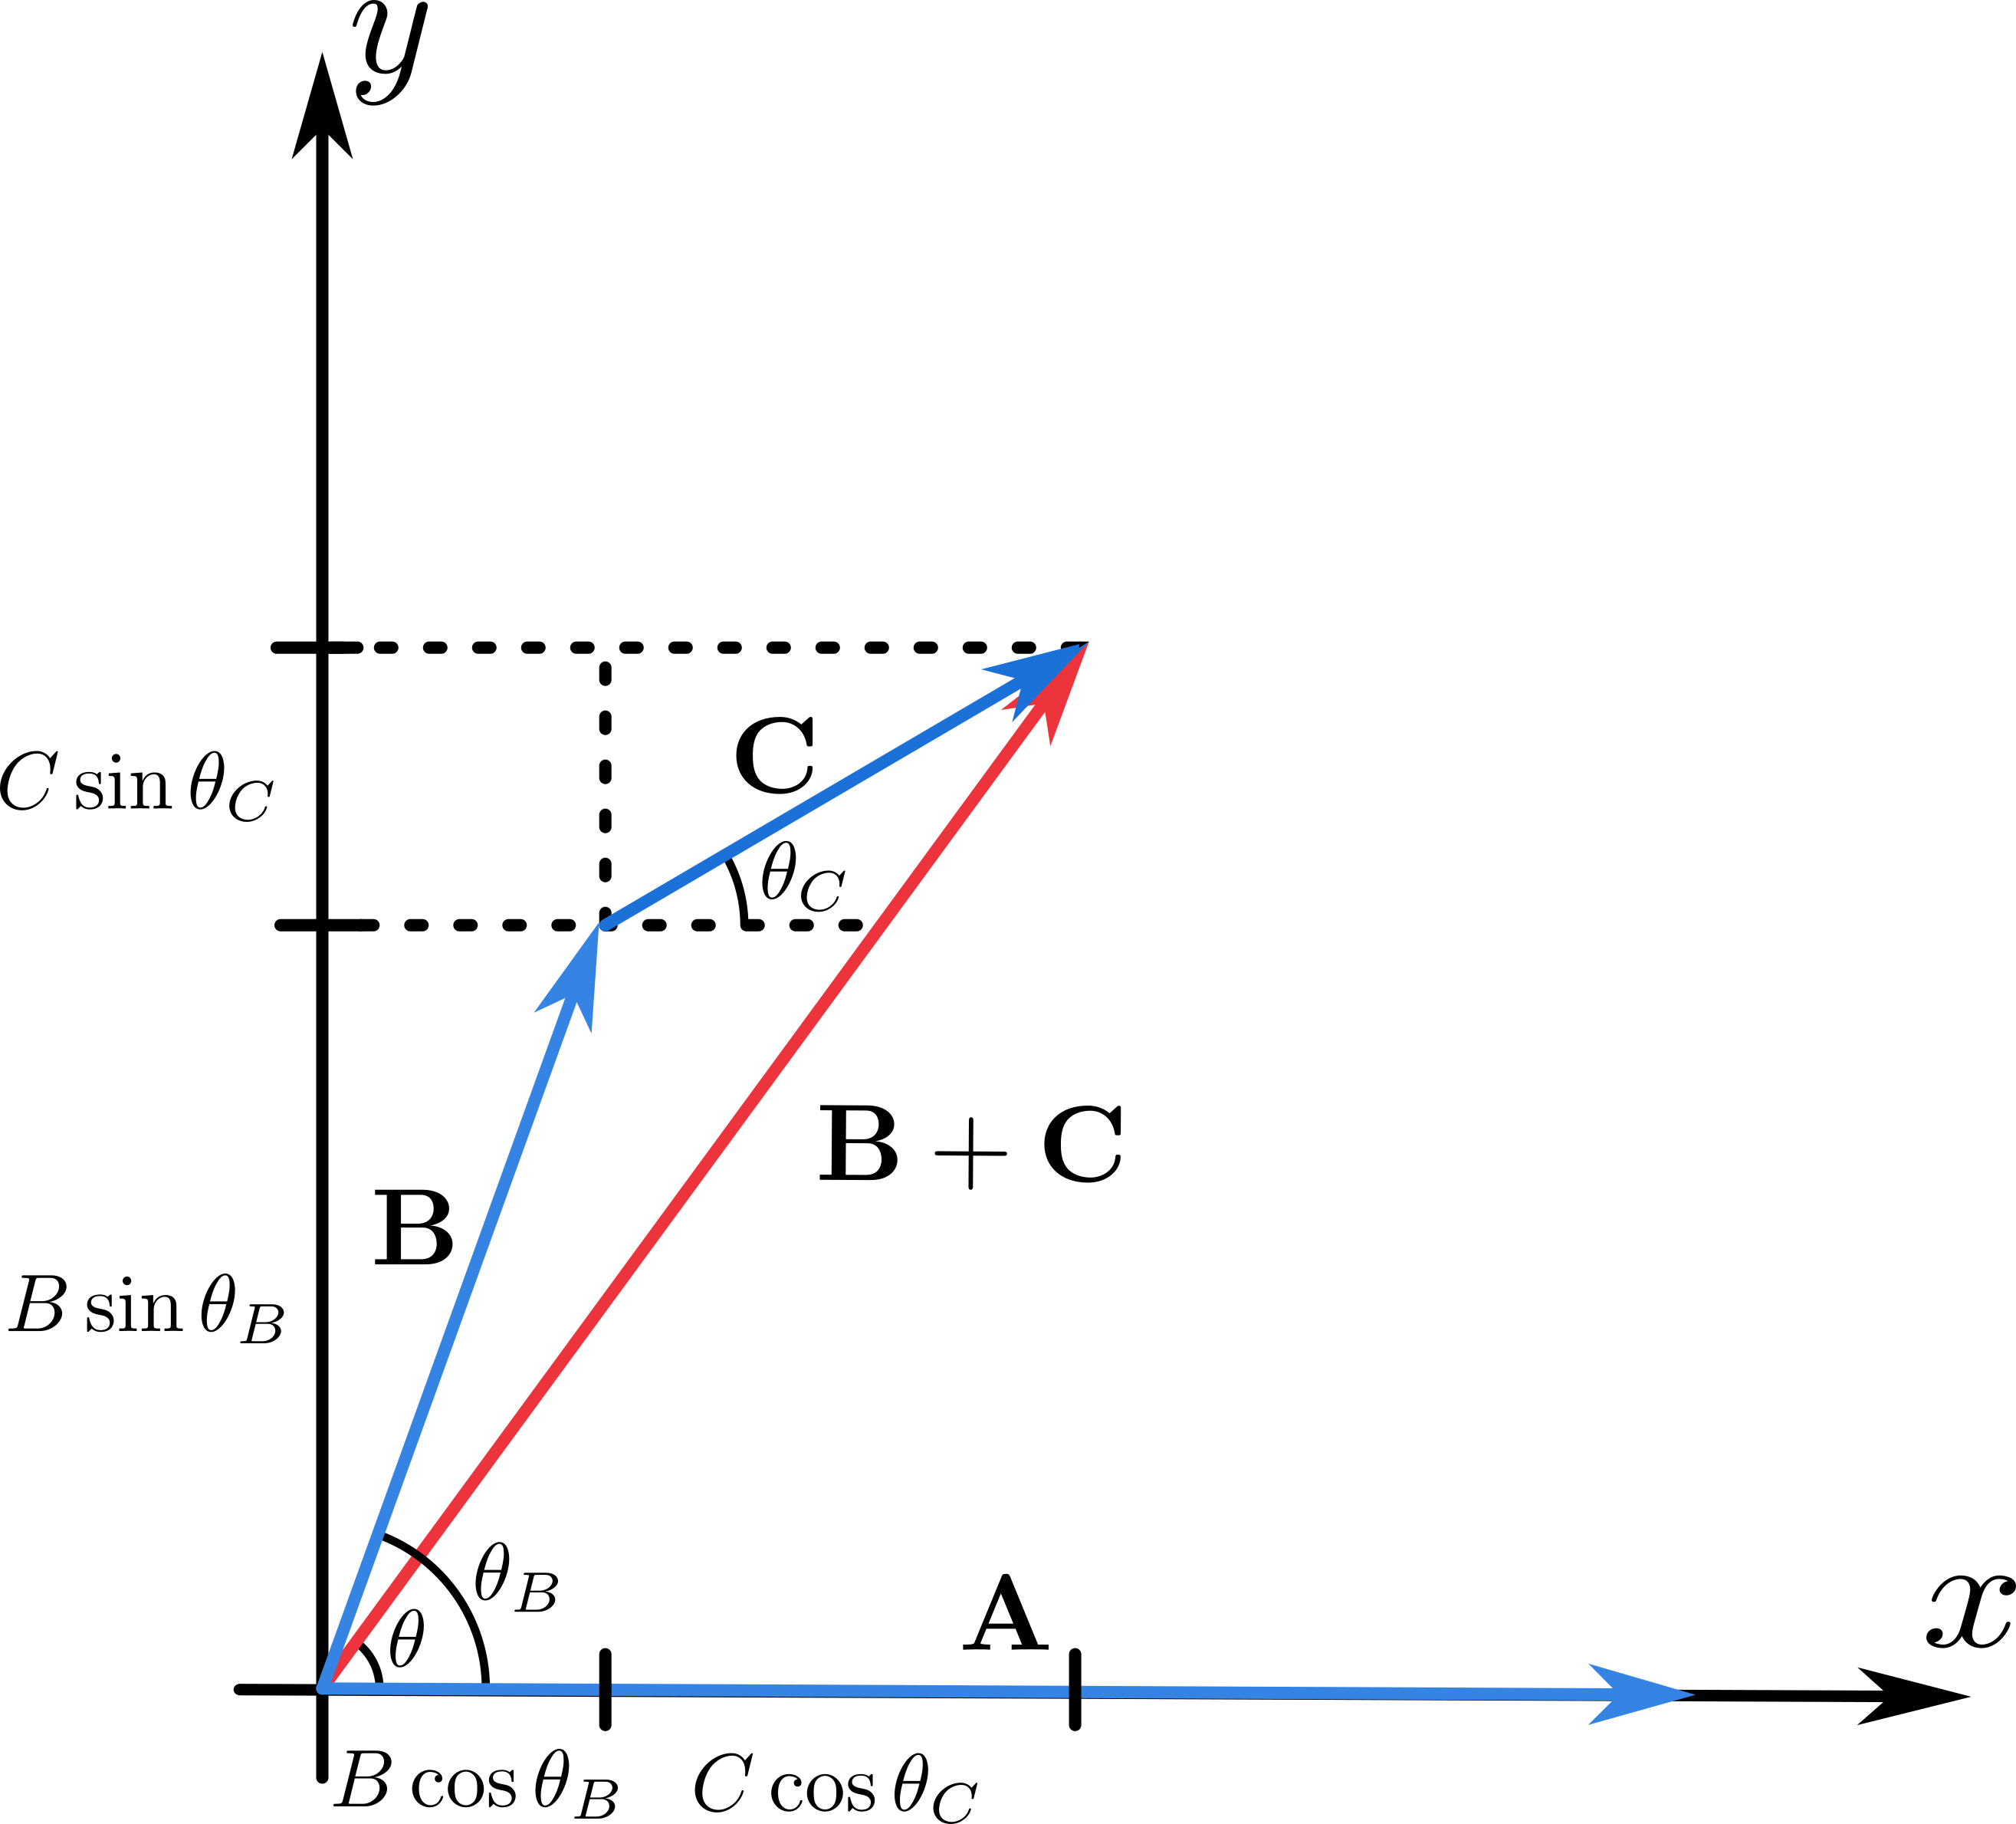 y
C sin θ_C
C
θ_C
B + C
B
B sin θ_B
θ_B
θ
A
x
B cos θ_B
C cos θ_C